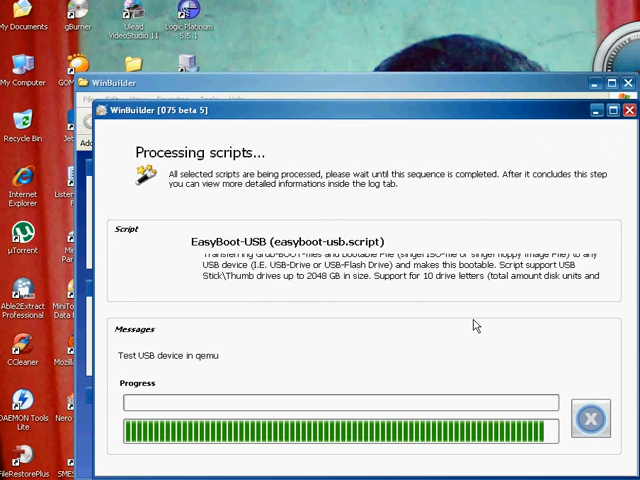 My Documents
gBurner
Ulead
VideoStudio 11
Logic Platinum
5.5.1
My Computer
GOM
WinBuilder
WinBuilder [075 beta 5]
Recycle Bin
Processing scripts...
All selected scripts are being processed, please wait until this sequence is completed. After it concludes this step
you can view more detailed informations inside the log tab.
Internet
Explorer
Script
EasyBoot-USB (easyboot-usb.script)
USB device (I.E. USB-Drive or USB-Flash Drive) and makes this bootable. Script support USB
Stick\Thumb drives up to 2048 GB in size. Support for 10 drive letters (total amount disk units and
µTorrent
Able2Extract
Professional
MiniTo
Data
Messages
Test USB device in qemu
CCleaner
Mozill
Progress
DAEMON Tools
Lite
Nero
FileRestorePlus
SMES